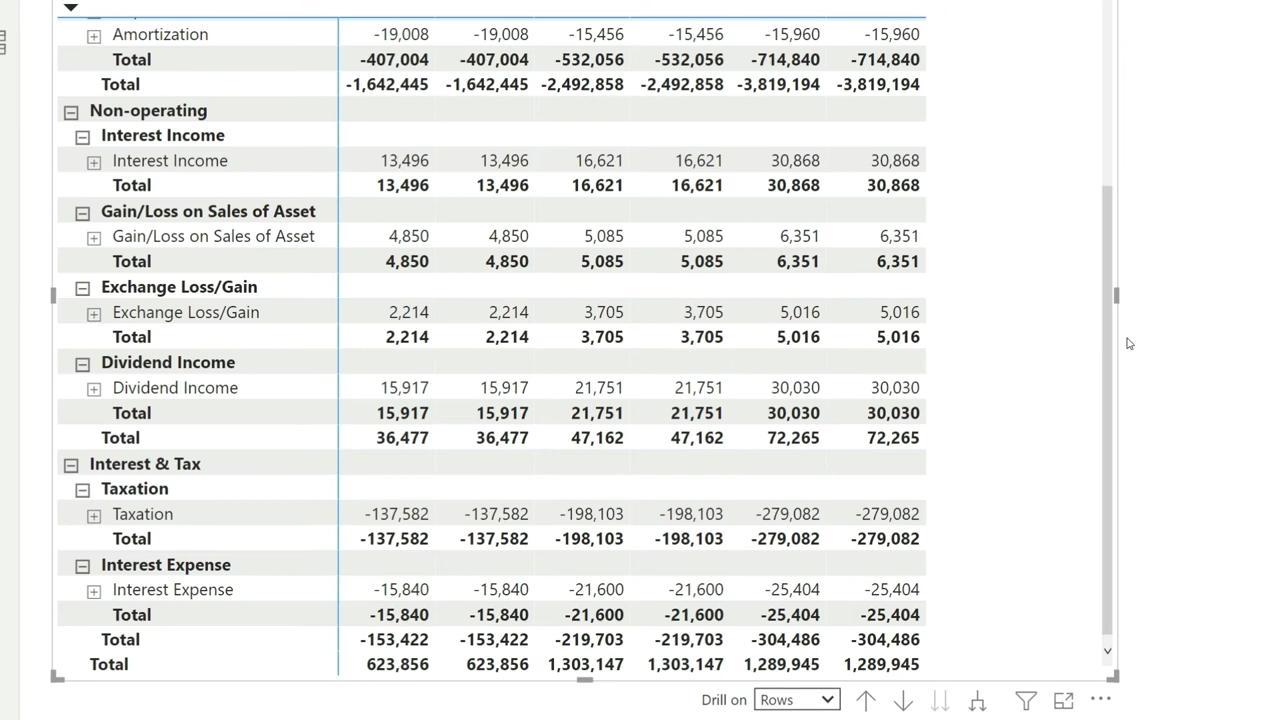 Amortization -19,008 -19,008 -15,456 -15,456 -15,960 -15,960
Total -407,004 -407,004 -532,056 -532,056 -714,840 -714,840
Total -1,642,445 -1,642,445 -2,492,858 -2,492,858 -3,819,194 -3,819,194
Non-operating
Interest Income
Interest Income 13,496 13,496 16,621 16,621 30,868 30,868
Total 13,496 13,496 16,621 16,621 30,868 30,868
Gain/Loss on Sales of Asset
Gain/Loss on Sales of Asset 4,850 4,850 5,085 5,085 6,351 6,351
Total 4,850 4,850 5,085 5,085 6,351 6,351
Exchange Loss/Gain
Exchange Loss/Gain 2,214 2,214 3,705 3,705 5,016 5,016
Total 2,214 2,214 3,705 3,705 5,016 5,016
Dividend Income
Dividend Income 15,917 15,917 21,751 21,751 30,030 30,030
Total 15,917 15,917 21,751 21,751 30,030 30,030
Total 36,477 36,477 47,162 47,162 72,265 72,265
Interest & Tax
Taxation
Taxation -137,582 -137,582 -198,103 -198,103 -279,082 -279,082
Total -137,582 -137,582 -198,103 -198,103 -279,082 -279,082
Interest Expense
Interest Expense -15,840 -15,840 -21,600 -21,600 -25,404 -25,404
Total -15,840 -15,840 -21,600 -21,600 -25,404 -25,404
Total -153,422 -153,422 -219,703 -219,703 -304,486 -304,486
Total 623,856 623,856 1,303,147 1,303,147 1,289,945 1,289,945
Drill on Rows